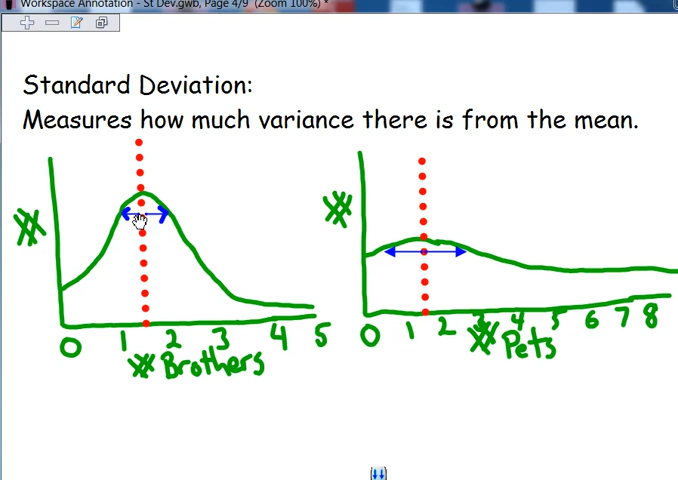 Workspace Annotation - St Dev.gwb, Page 4/9 (Zoom 100%) *
Standard Deviation:
Measures how much variance there is from the mean.
#
0 1 2 3 4 5
# Brothers
#
0 1 2 3 4 5 6 7 8
# Pets